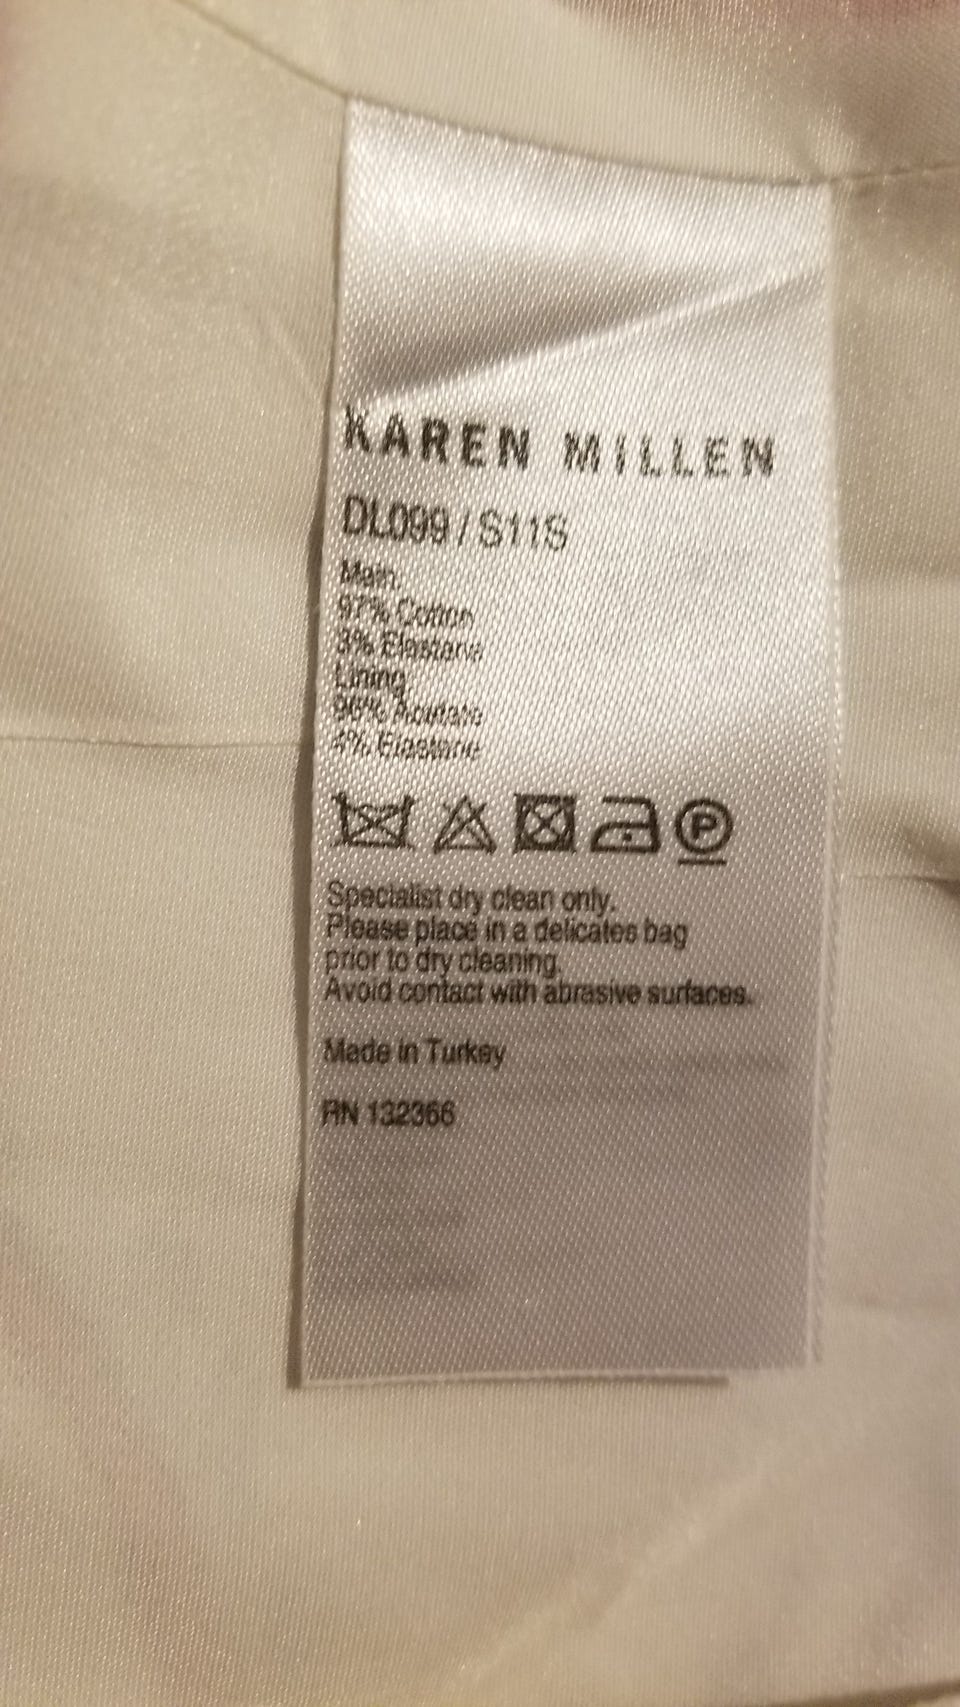 KAREN MILLEN
DL099 / S11S
Main
97% Cotton
3% Elastane
Lining
96% Acetate
4% Elastane
P
Specialist dry clean only.
Please place in a delicates bag
prior to dry cleaning.
Avoid contact with abrasive surfaces.
Made in Turkey
RN 132366